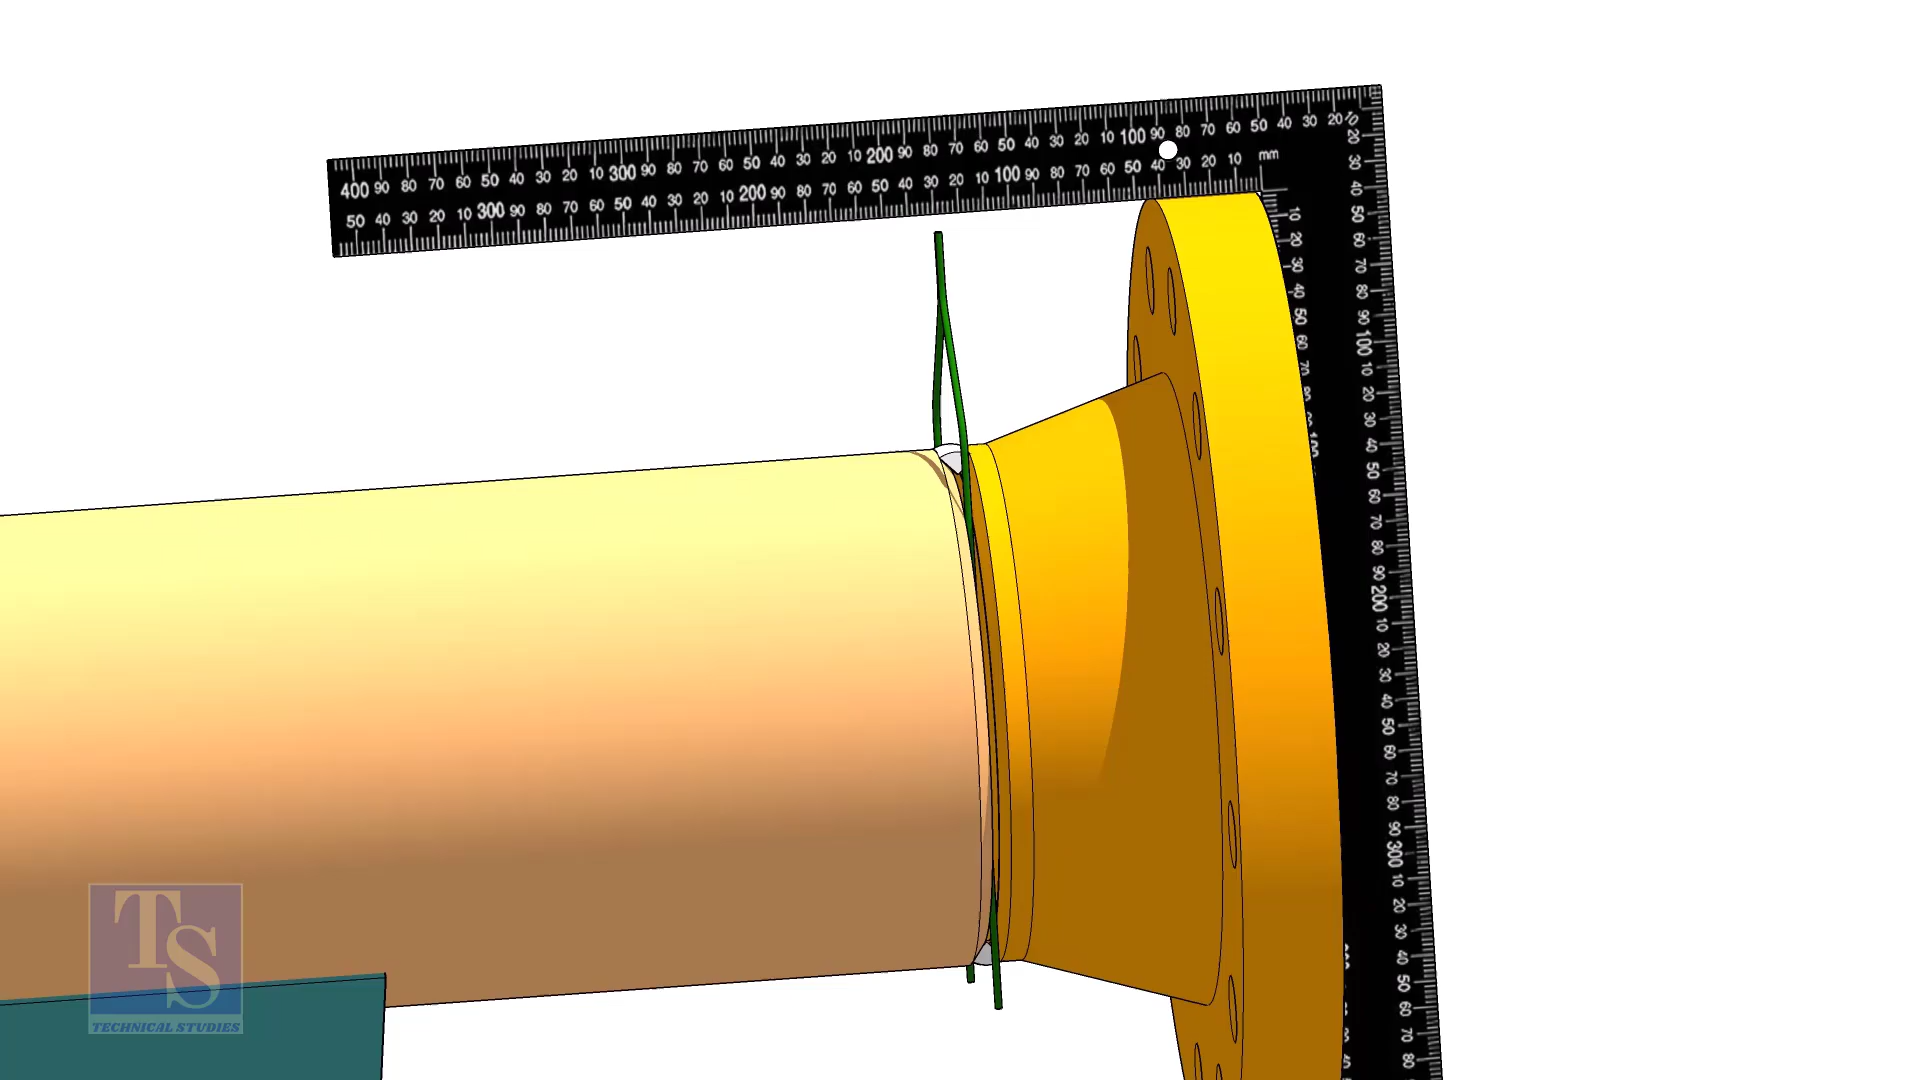 400 90 80 70 60 50 40 30 20 10 300 90 80 70 60 50 40 30 20 10 200 90 80 70 60 50 40 30 20 10 100 90 80 70 60 50 40 30 20
50 40 30 20 10 300 90 80 70 60 50 40 30 20 10 200 90 80 70 60 50 40 30 20 10 100 90 80 70 60 50 40 30 20 10 mm
20 30 40 50 60 70 80 90 100 10 20 30 40 50 60 70 80 90 200 10 20 30 40 50 60 70 80 90 300 10 20 30 40 50 60 70 80
10 20 30 40 50 60 70
TS
TECHNICAL STUDIES